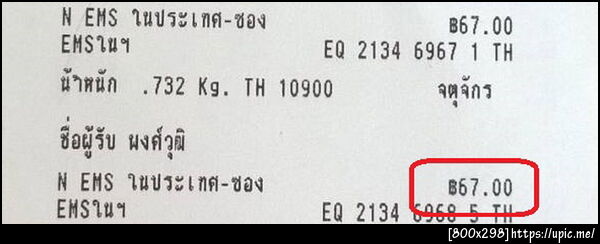 N EMS ในประเทศ-ซอง ฿67.00
EMSในฯ EQ 2134 6967 1 TH
น้ำหนัก .732 Kg. TH 10900 จตุจักร
ชื่อผู้รับ ผงศ์วุฒิ
N EMS ในประเทศ-ซอง ฿67.00
EMSในฯ EQ 2134 6968 5 TH
[800x298]https://upic.me/